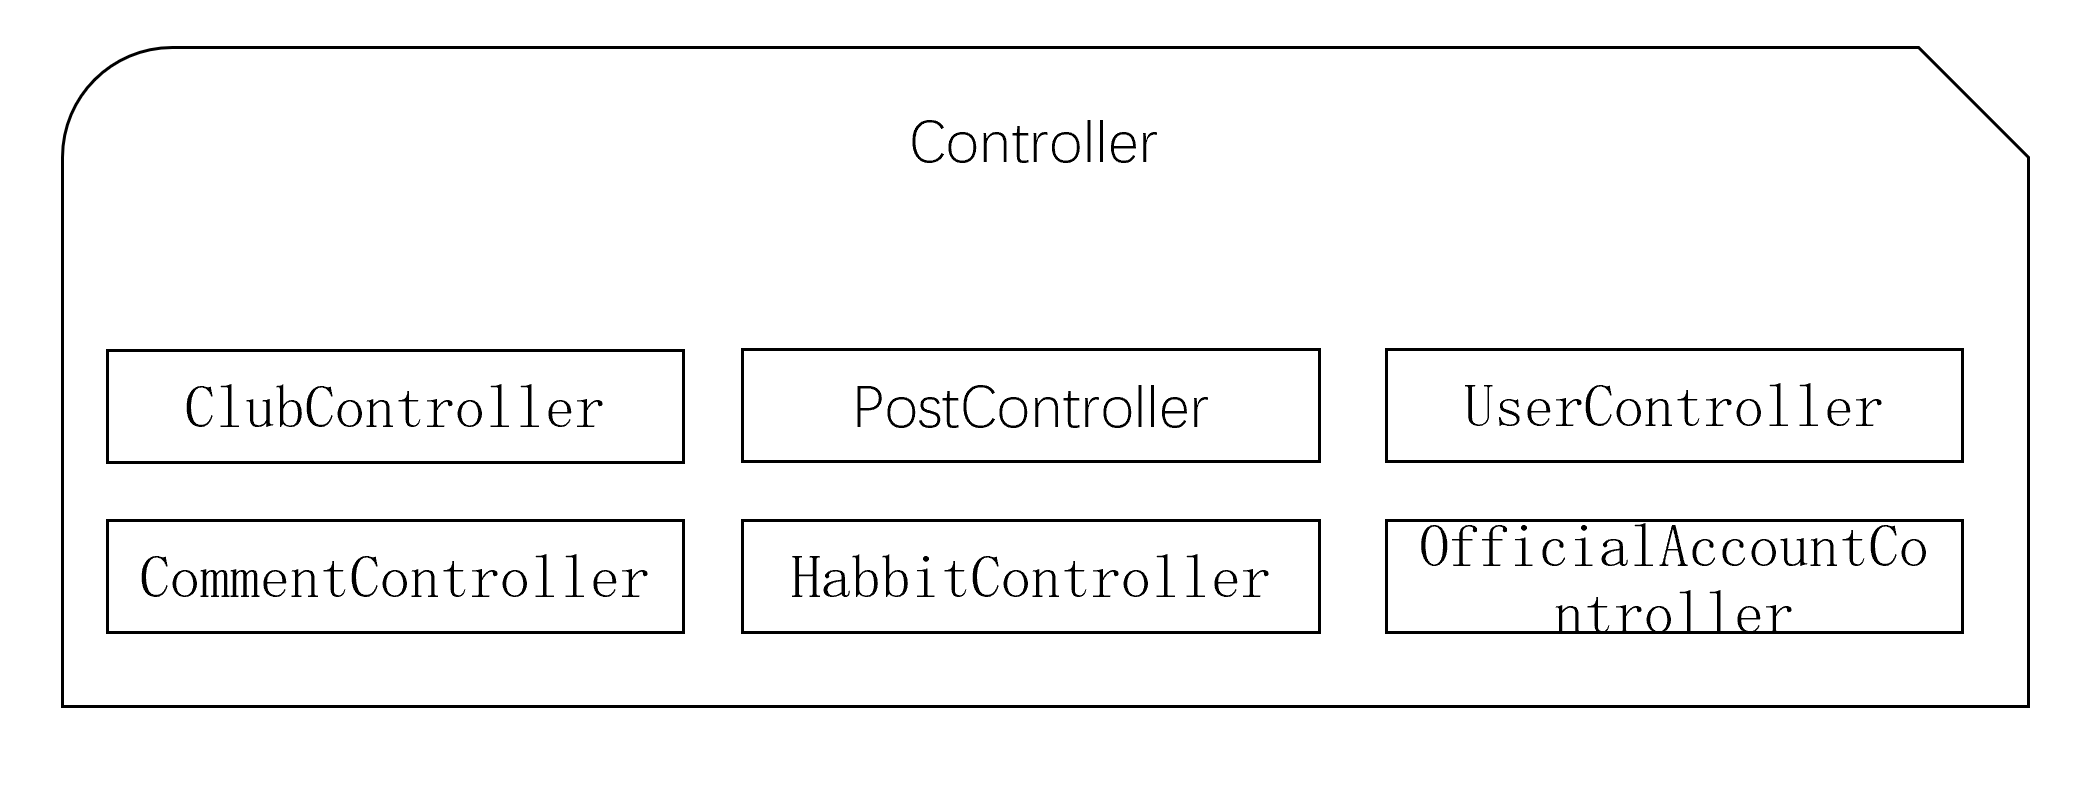 Controller
ClubController
PostController
UserController
CommentController
HabbitController
OfficialAccountCo
ntroller